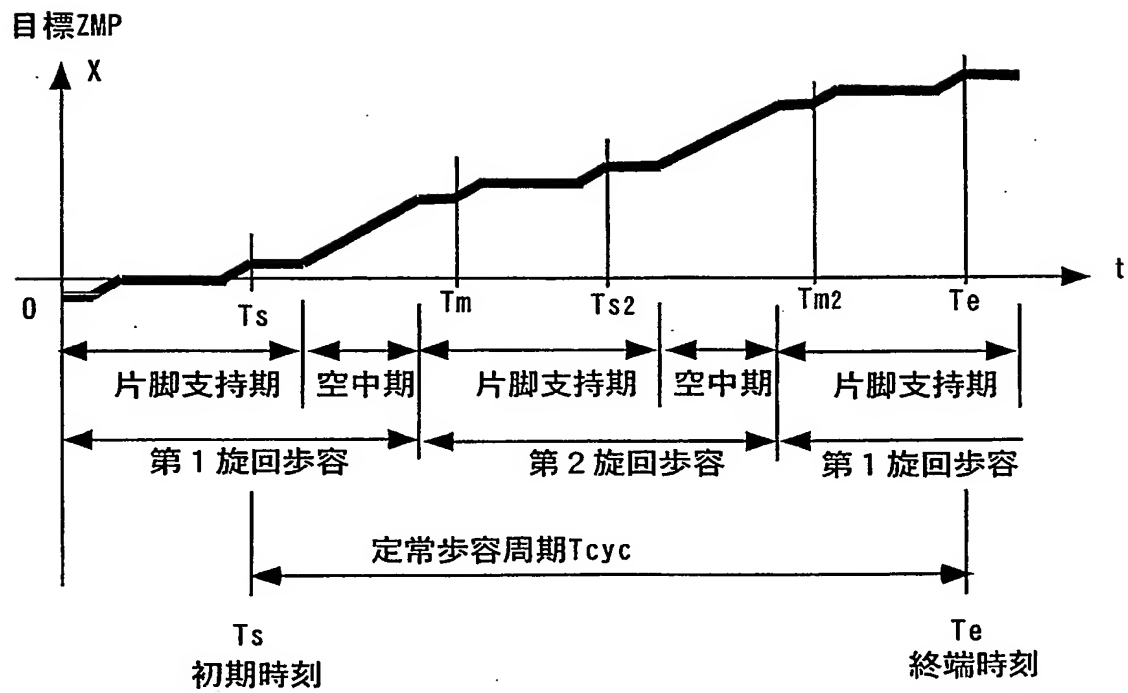 目標ZMP
X
t
0
Ts
Tm
Ts2
Tm2
Te
片脚支持期
空中期
片脚支持期
空中期
片脚支持期
第1旋回歩容
第2旋回歩容
第1旋回歩容
定常歩容周期Tcyc
Ts
初期時刻
Te
終端時刻